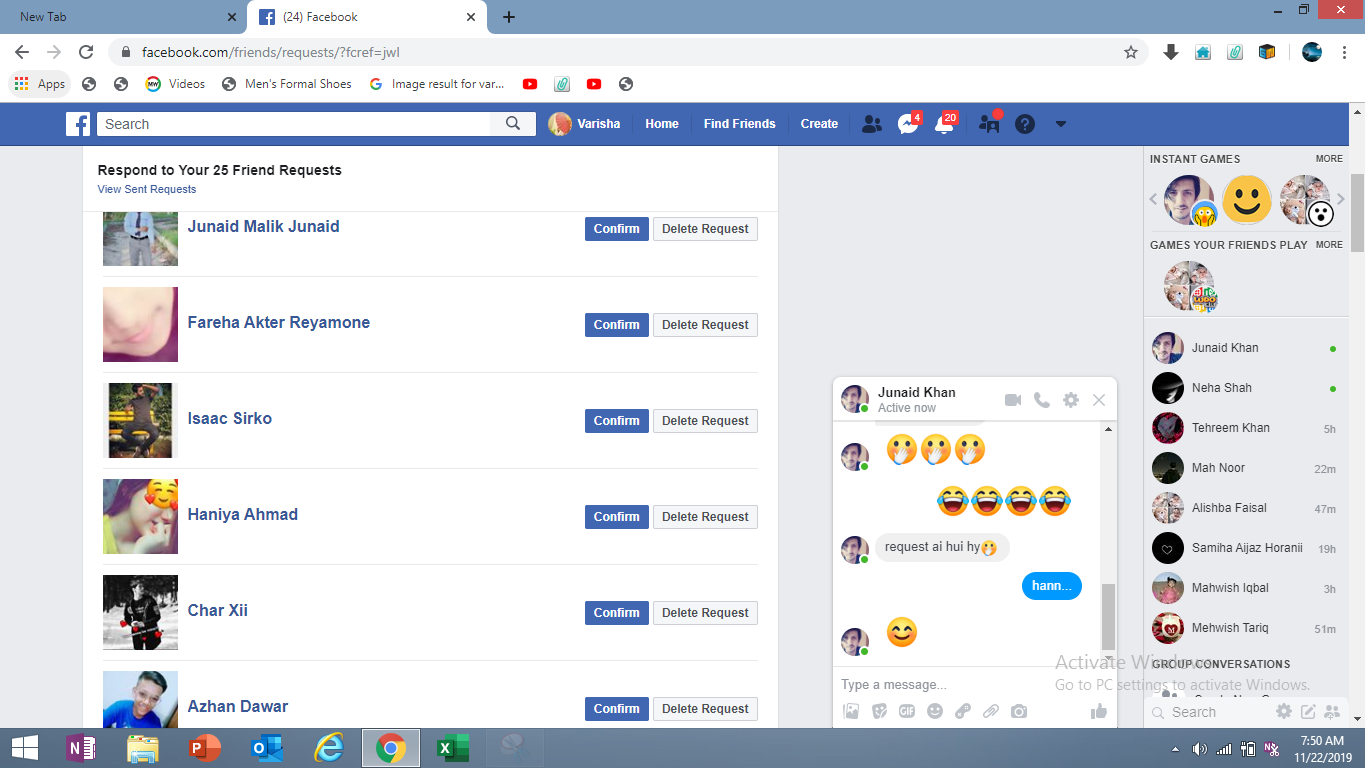 New Tab
(24) Facebook
facebook.com/friends/requests/?fcref=jwl
Apps
Videos
Men's Formal Shoes
Image result for var...
Search
Varisha
Home
Find Friends
Create
4
20
Respond to Your 25 Friend Requests
View Sent Requests
Junaid Malik Junaid
Confirm
Delete Request
Fareha Akter Reyamone
Confirm
Delete Request
Isaac Sirko
Confirm
Delete Request
Haniya Ahmad
Confirm
Delete Request
Char Xii
Confirm
Delete Request
Azhan Dawar
Confirm
Delete Request
Junaid Khan
Active now
request ai hui hy
hann...
Type a message...
GIF
INSTANT GAMES
MORE
GAMES YOUR FRIENDS PLAY
MORE
Junaid Khan
Neha Shah
Tehreem Khan
5h
Mah Noor
22m
Alishba Faisal
47m
Samiha Aijaz Horanii
19h
Mahwish Iqbal
3h
Mehwish Tariq
51m
GROUP CONVERSATIONS
Search
Activate Windows
Go to PC settings to activate Windows.
7:50 AM
11/22/2019